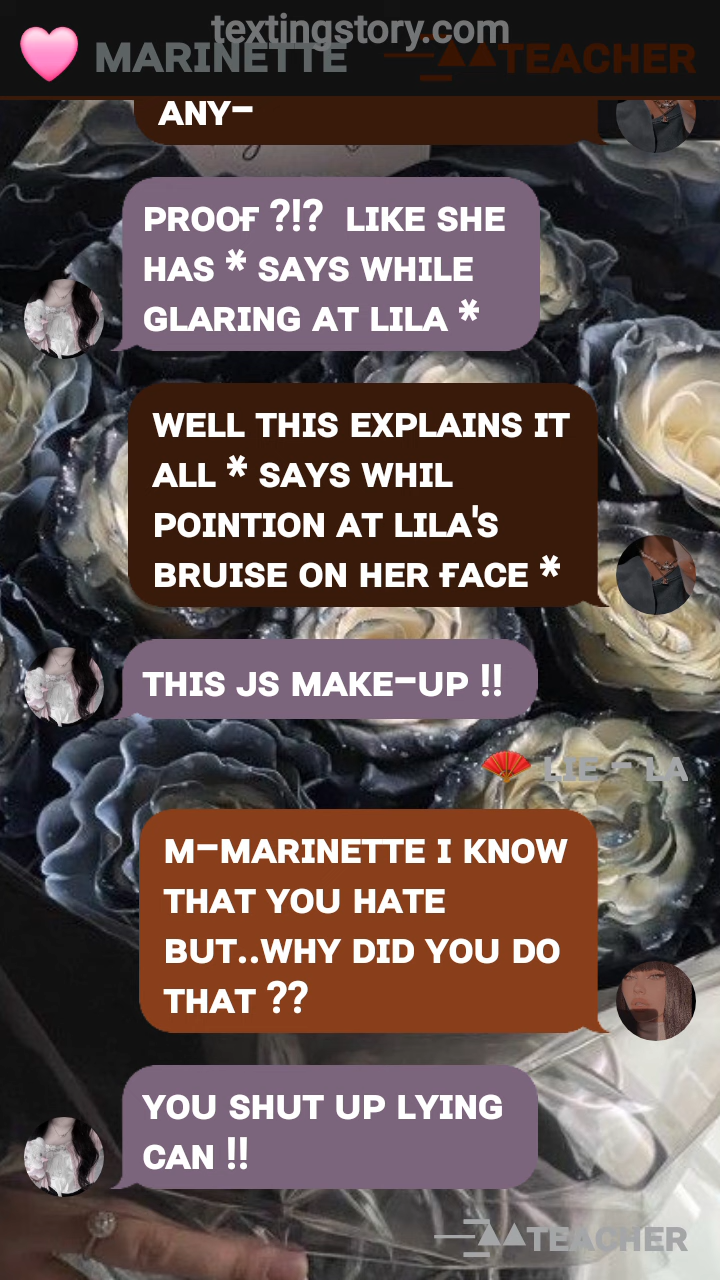 textingstory.com
🩷 MARINETTE TEACHER
ANY-
PROOF ?!? LIKE SHE
HAS * SAYS WHILE
GLARING AT LILA *
WELL THIS EXPLAINS IT
ALL * SAYS WHIL
POINTION AT LILA'S
BRUISE ON HER FACE *
THIS JS MAKE-UP !!
🪭 LIE - LA
M-MARINETTE I KNOW
THAT YOU HATE
BUT..WHY DID YOU DO
THAT ??
YOU SHUT UP LYING
CAN !!
TEACHER